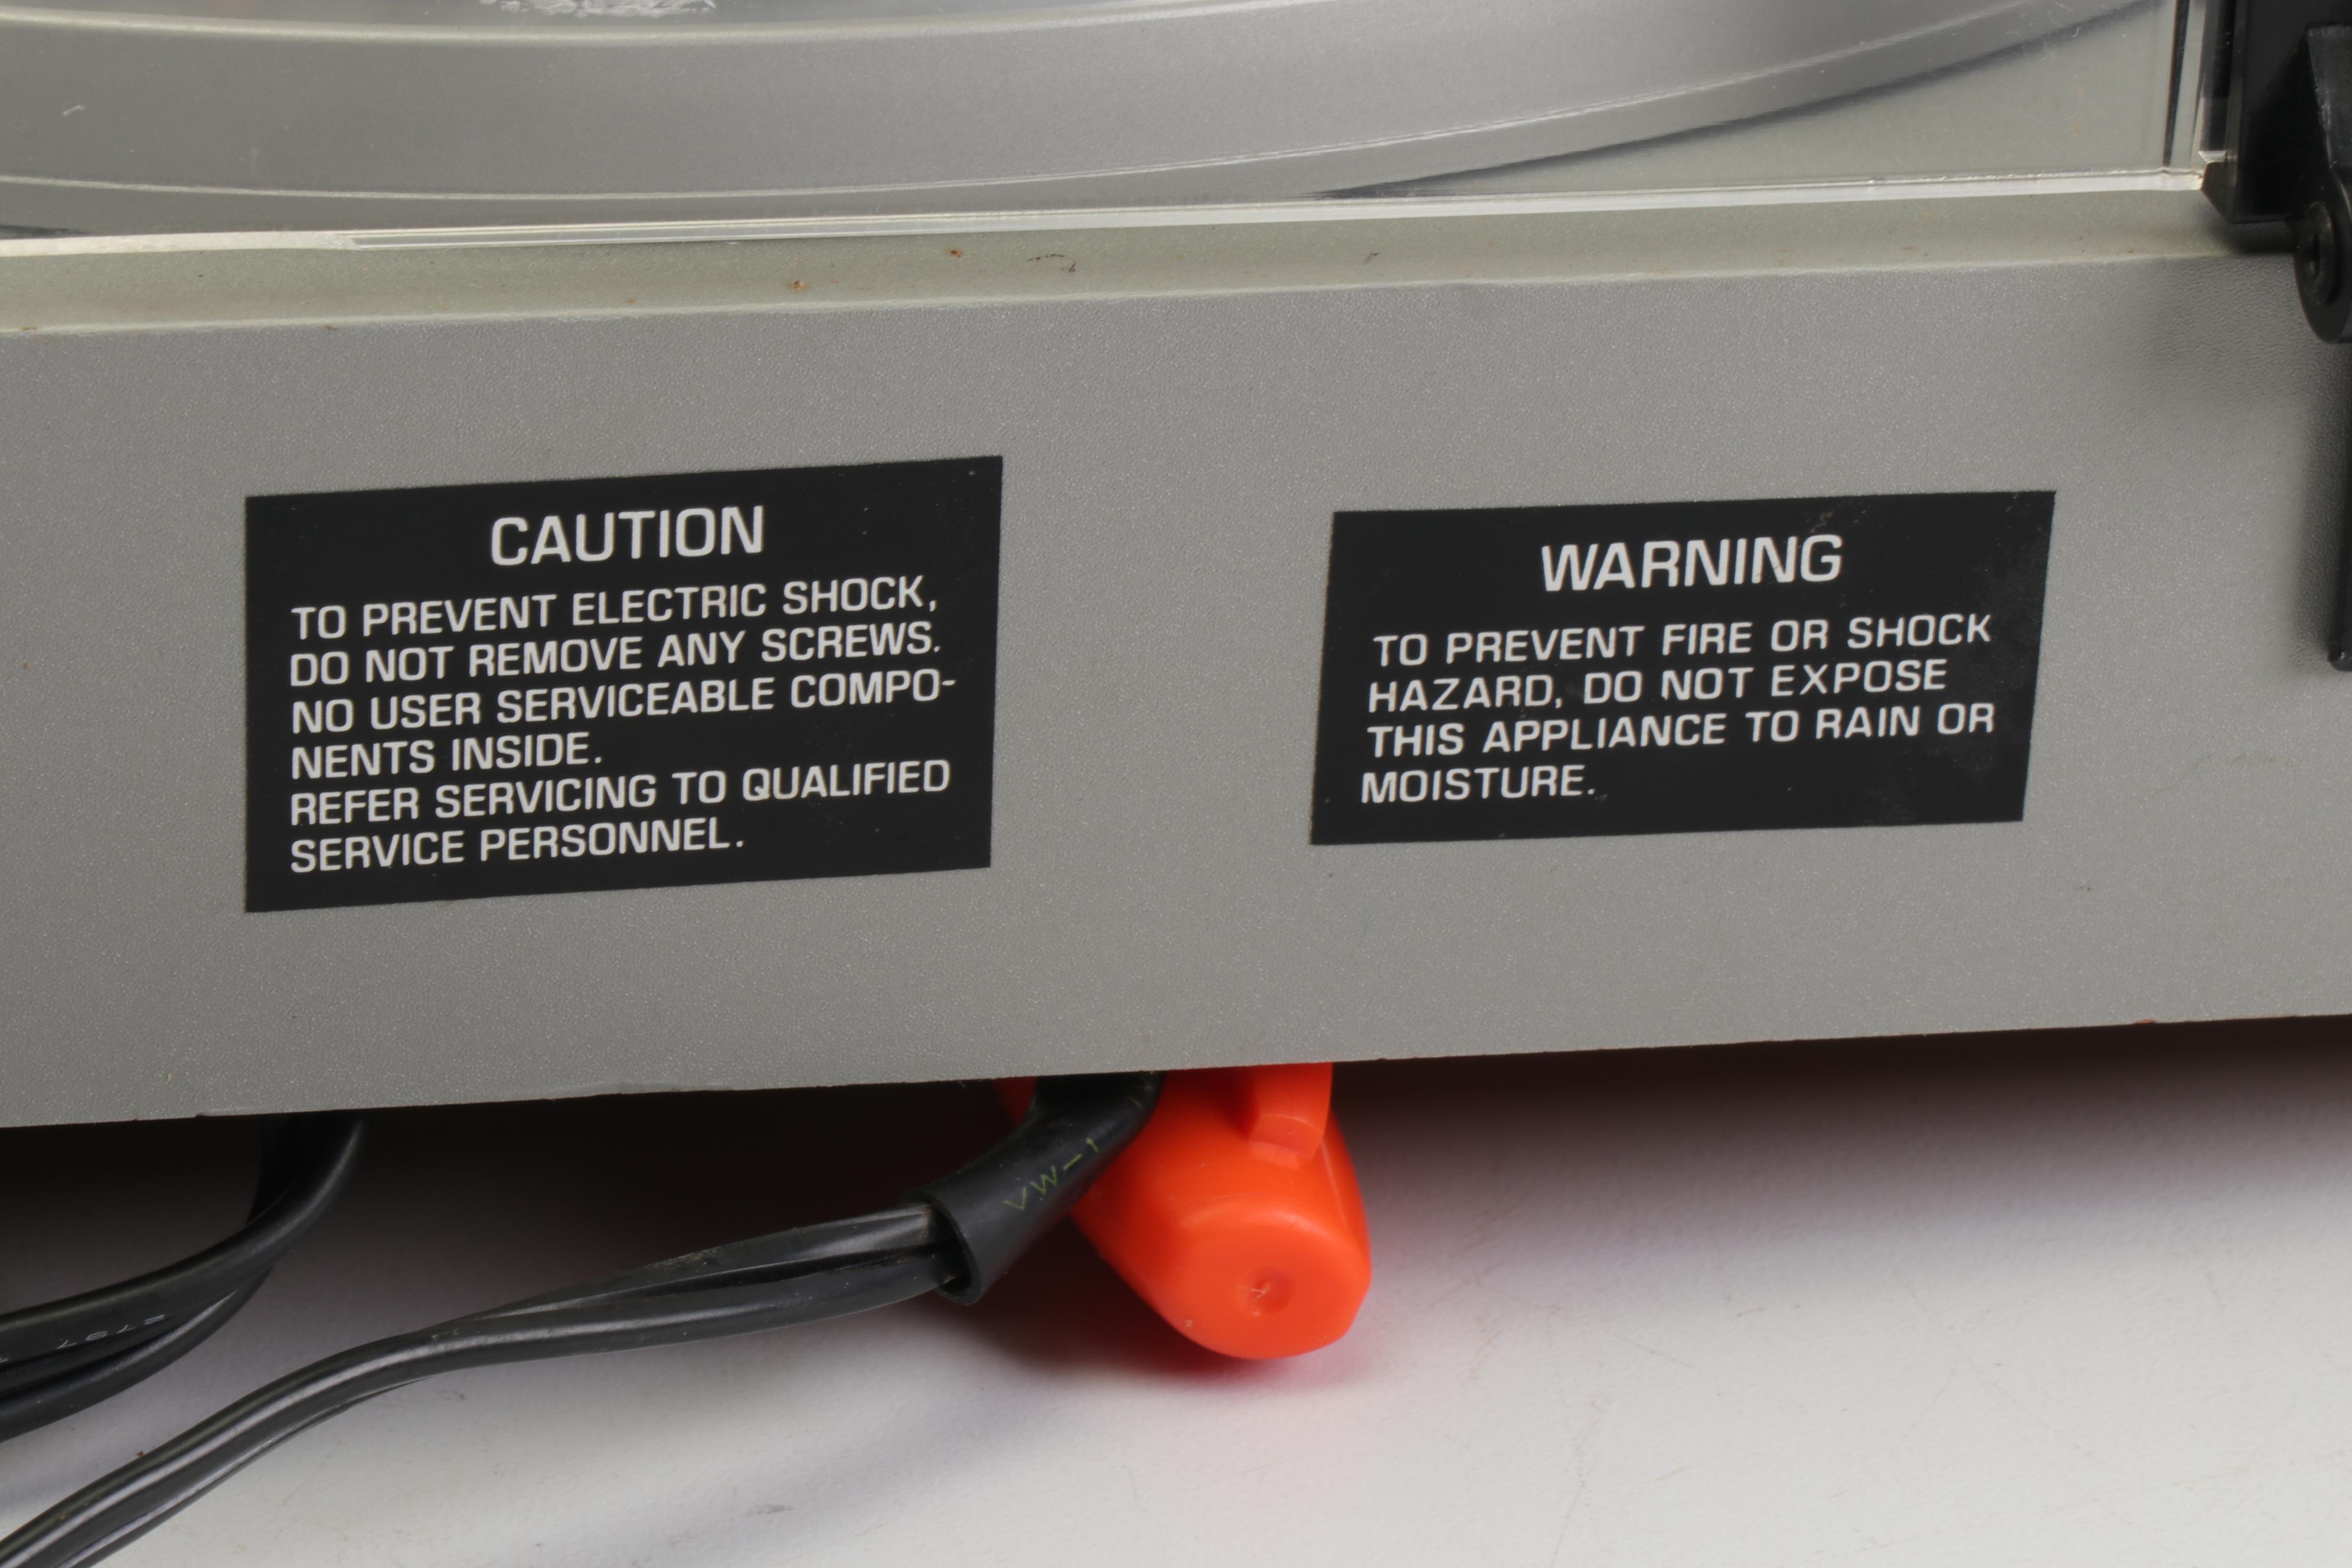 CAUTION
TO PREVENT ELECTRIC SHOCK,
DO NOT REMOVE ANY SCREWS.
NO USER SERVICEABLE COMPO-
NENTS INSIDE.
REFER SERVICING TO QUALIFIED
SERVICE PERSONNEL.
WARNING
TO PREVENT FIRE OR SHOCK
HAZARD, DO NOT EXPOSE
THIS APPLIANCE TO RAIN OR
MOISTURE.
VW-1